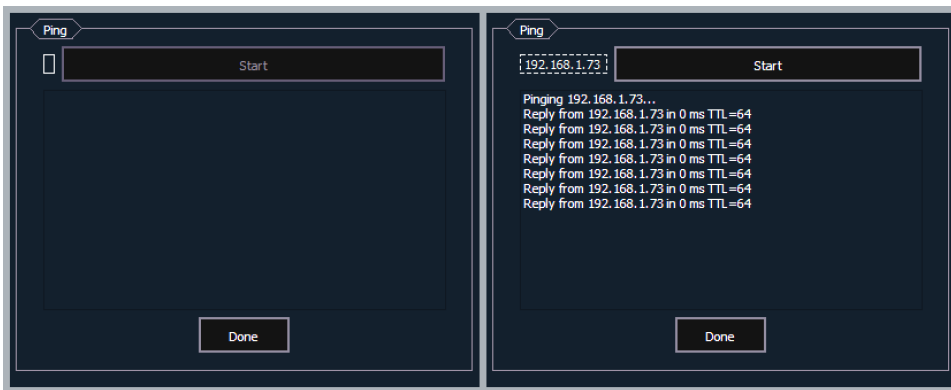 Ping
Start
Done
Ping
192.168.1.73
Start
Pinging 192.168.1.73...
Reply from 192.168.1.73 in 0 ms TTL=64
Reply from 192.168.1.73 in 0 ms TTL=64
Reply from 192.168.1.73 in 0 ms TTL=64
Reply from 192.168.1.73 in 0 ms TTL=64
Reply from 192.168.1.73 in 0 ms TTL=64
Reply from 192.168.1.73 in 0 ms TTL=64
Reply from 192.168.1.73 in 0 ms TTL=64
Done